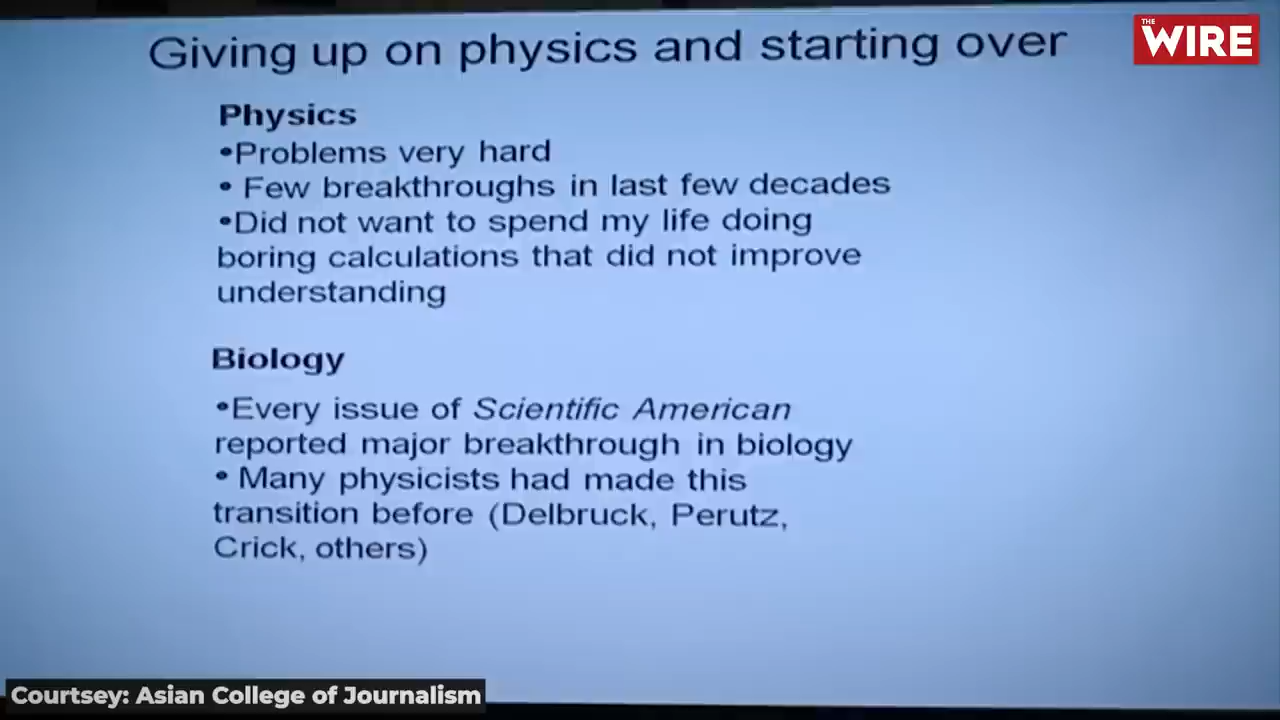 Giving up on physics and starting over
THE
WIRE
Physics
•Problems very hard
• Few breakthroughs in last few decades
•Did not want to spend my life doing
boring calculations that did not improve
understanding
Biology
•Every issue of Scientific American
reported major breakthrough in biology
• Many physicists had made this
transition before (Delbruck, Perutz,
Crick, others)
Courtsey: Asian College of Journalism